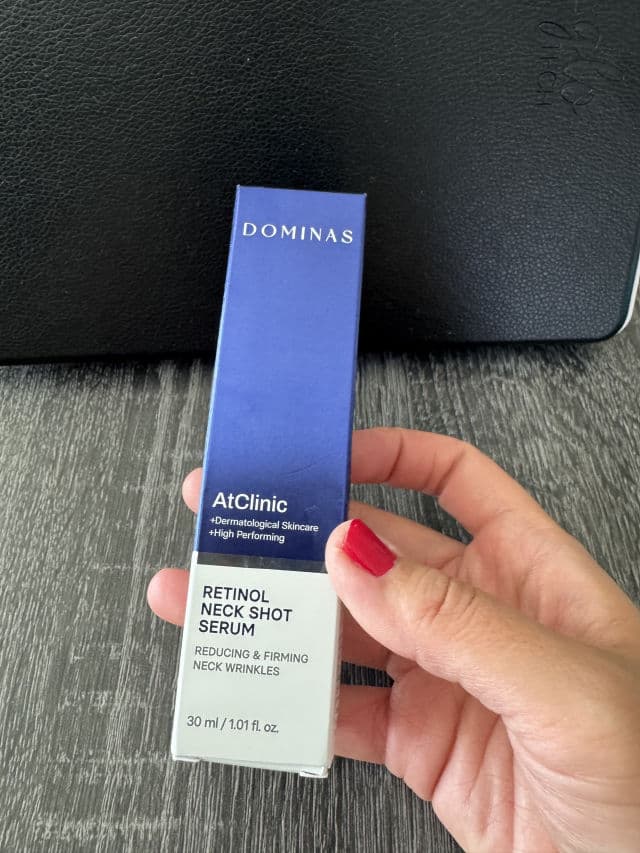 DOMINAS
AtClinic
+Dermatological Skincare
+High Performing
RETINOL
NECK SHOT
SERUM
REDUCING & FIRMING
NECK WRINKLES
30 ml / 1.01 fl. oz.